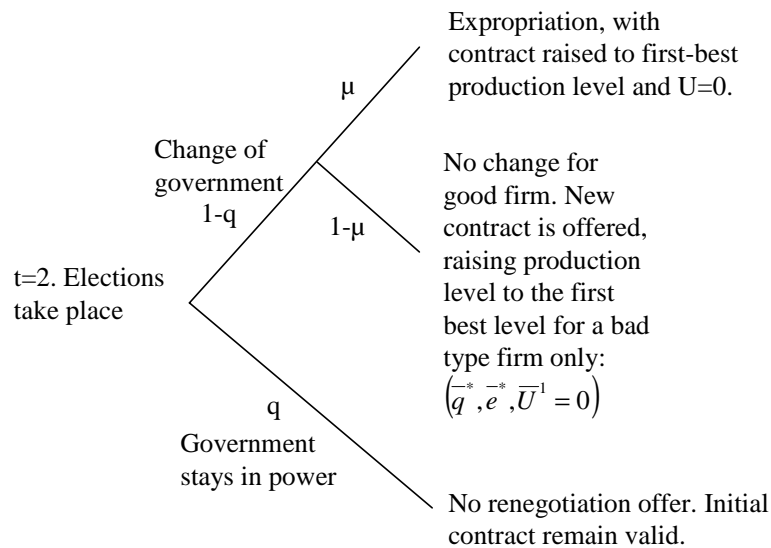 Expropriation, with
contract raised to first-best
production level and U=0.
μ
Change of
government
1-q
1-μ
No change for
good firm. New
contract is offered,
raising production
level to the first
best level for a bad
type firm only:
(q̅*, e̅*, U̅¹ = 0)
t=2. Elections
take place
q
Government
stays in power
No renegotiation offer. Initial
contract remain valid.